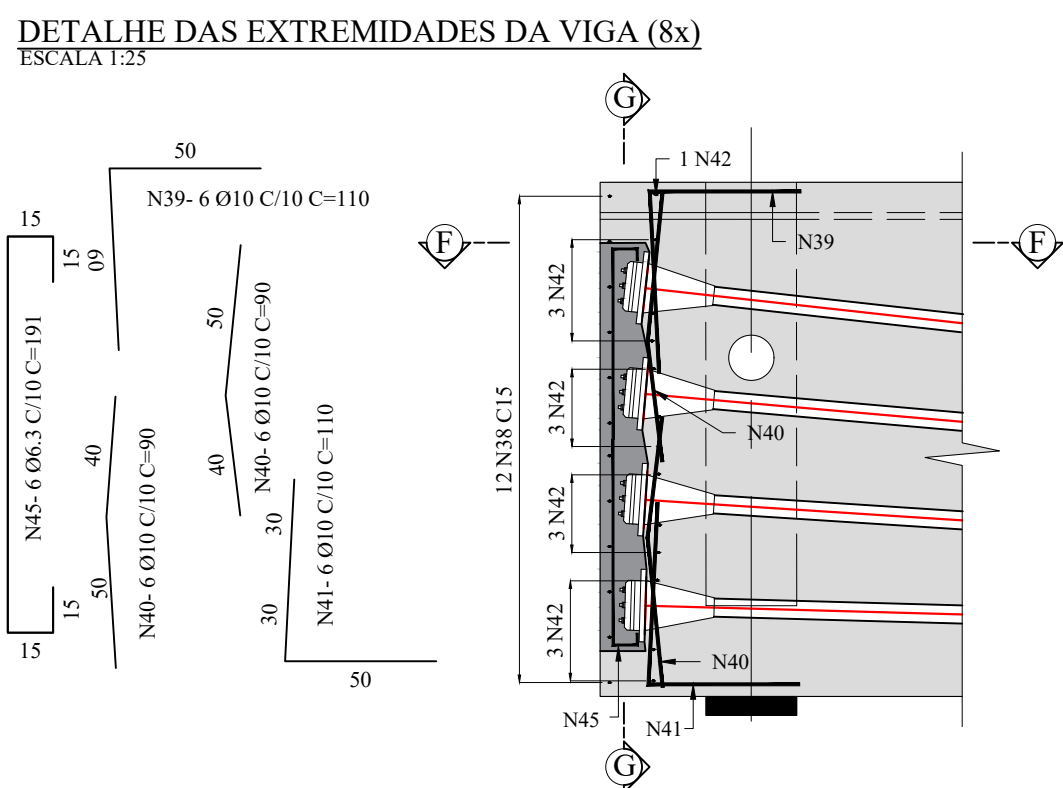 DETALHE DAS EXTREMIDADES DA VIGA (8x)
ESCALA 1:25
G
50
1 N42
N39- 6 Ø10 C/10 C=110
15
15
60
F
N39
F
3 N42
50
N40- 6 Ø10 C/10 C=90
40
N45- 6 Ø6.3 C/10 C=191
12 N38 C15
3 N42
N40
40
N40- 6 Ø10 C/10 C=90
50
30
N41- 6 Ø10 C/10 C=110
30
3 N42
15
15
50
3 N42
N40
N45
N41
G